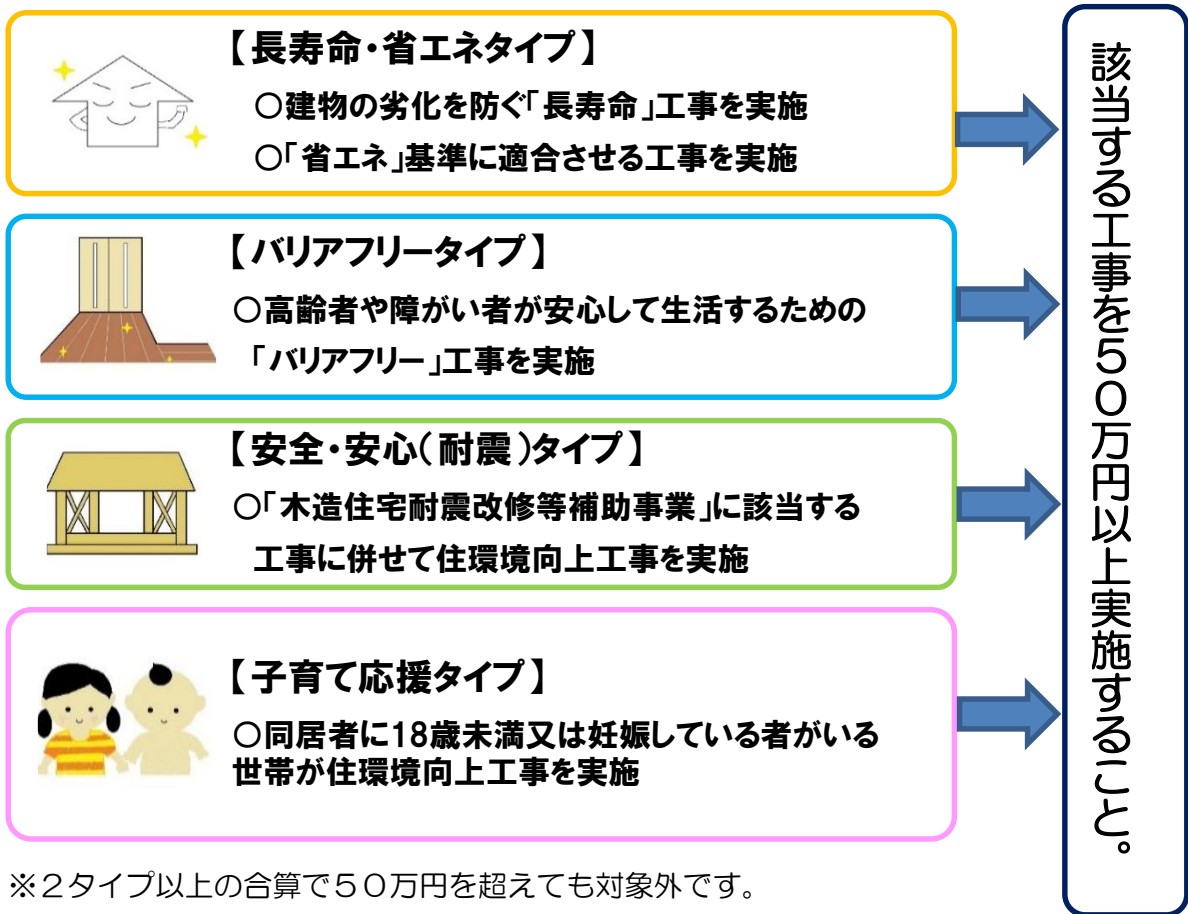 【長寿命・省エネタイプ】
○建物の劣化を防ぐ「長寿命」工事を実施
○「省エネ」基準に適合させる工事を実施
【バリアフリータイプ】
○高齢者や障がい者が安心して生活するための
「バリアフリー」工事を実施
【安全・安心(耐震)タイプ】
○「木造住宅耐震改修等補助事業」に該当する
工事に併せて住環境向上工事を実施
【子育て応援タイプ】
○同居者に18歳未満又は妊娠している者がいる
世帯が住環境向上工事を実施
該当する工事を50万円以上実施すること。
※2タイプ以上の合算で50万円を超えても対象外です。